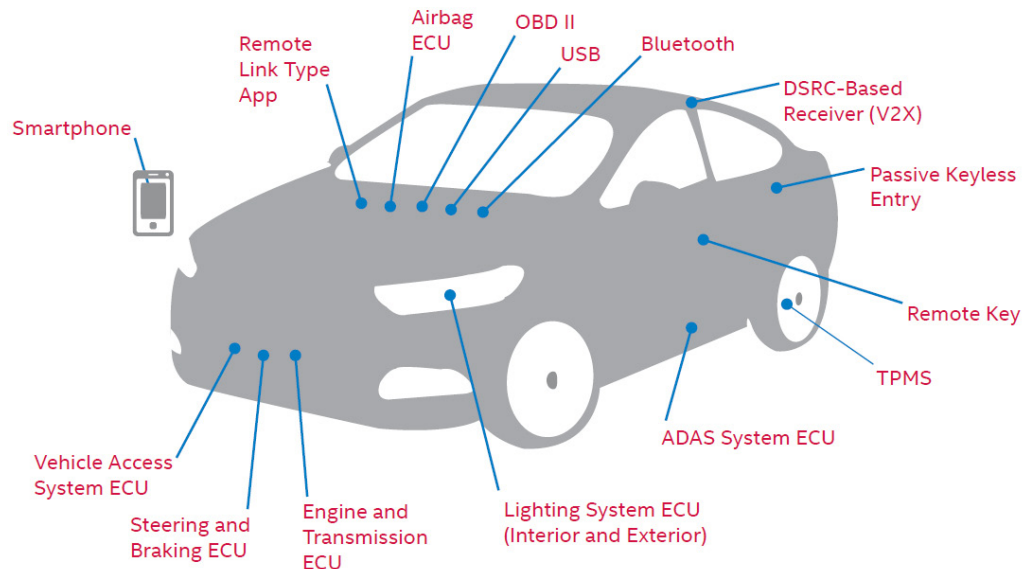 Smartphone
Remote
Link Type
App
Airbag
ECU
OBD II
USB
Bluetooth
DSRC-Based
Receiver (V2X)
Passive Keyless
Entry
Remote Key
TPMS
ADAS System ECU
Lighting System ECU
(Interior and Exterior)
Engine and
Transmission
ECU
Steering and
Braking ECU
Vehicle Access
System ECU